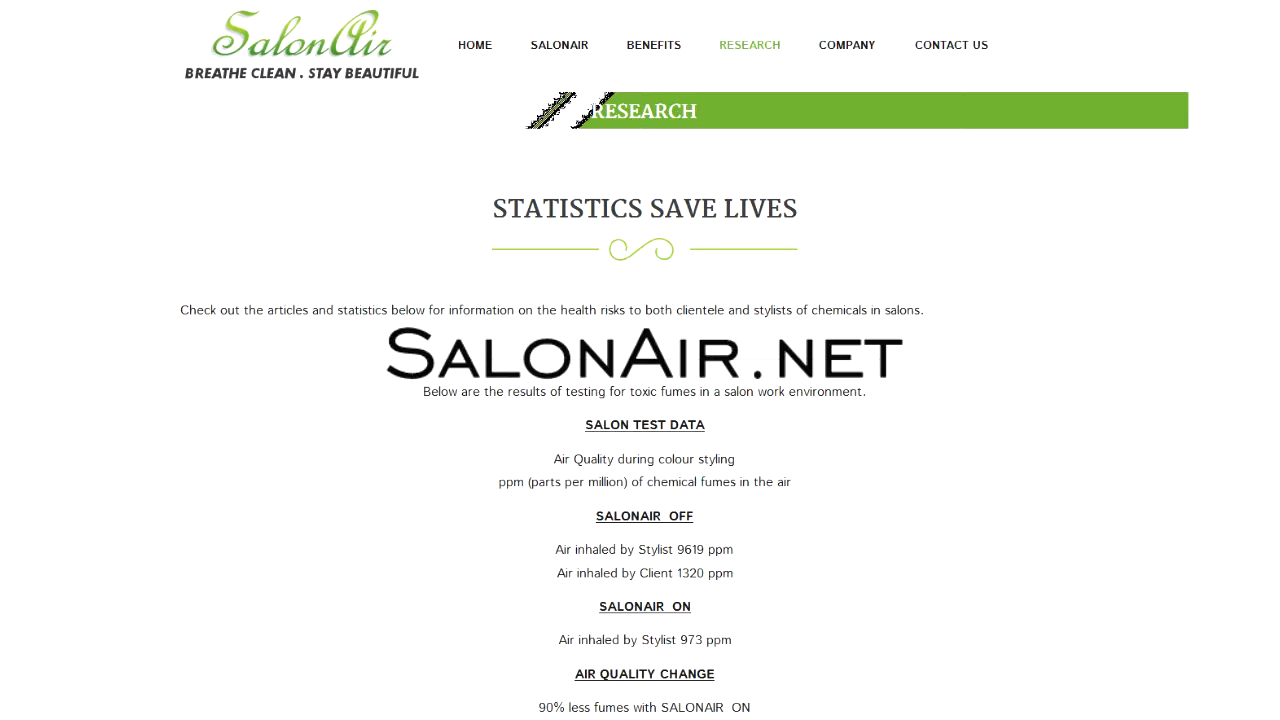 SalonAir
BREATHE CLEAN . STAY BEAUTIFUL
HOME SALONAIR BENEFITS RESEARCH COMPANY CONTACT US
RESEARCH
STATISTICS SAVE LIVES
Check out the articles and statistics below for information on the health risks to both clientele and stylists of chemicals in salons.
SALONAIR.NET
Below are the results of testing for toxic fumes in a salon work environment.
SALON TEST DATA
Air Quality during colour styling
ppm (parts per million) of chemical fumes in the air
SALONAIR OFF
Air inhaled by Stylist 9619 ppm
Air inhaled by Client 1320 ppm
SALONAIR ON
Air inhaled by Stylist 973 ppm
AIR QUALITY CHANGE
90% less fumes with SALONAIR ON